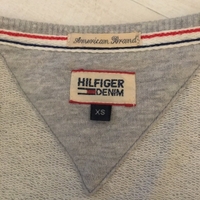 American Brand
HILFIGER
DENIM
XS